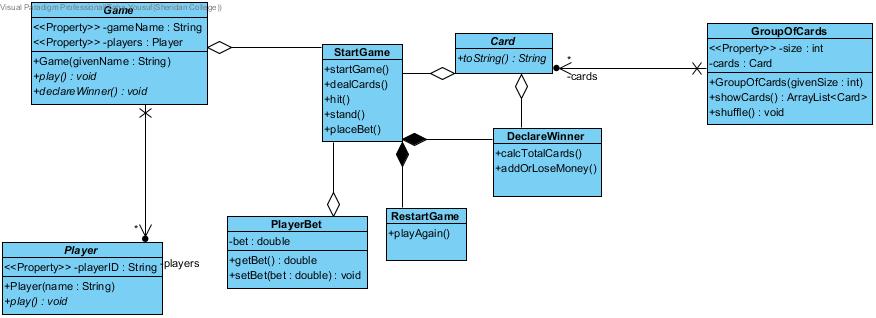 Visual Paradigm Professional Yousuf(Sheridan College))
Game
<<Property>> -gameName : String
<<Property>> -players : Player
+Game(givenName : String)
+play() : void
+declareWinner() : void
StartGame
+startGame()
+dealCards()
+hit()
+stand()
+placeBet()
Card
+toString() : String
*
-cards
GroupOfCards
<<Property>> -size : int
-cards : Card
+GroupOfCards(givenSize : int)
+showCards() : ArrayList<Card>
+shuffle() : void
DeclareWinner
+calcTotalCards()
+addOrLoseMoney()
RestartGame
+playAgain()
PlayerBet
-bet : double
+getBet() : double
+setBet(bet : double) : void
*
-players
Player
<<Property>> -playerID : String
+Player(name : String)
+play() : void